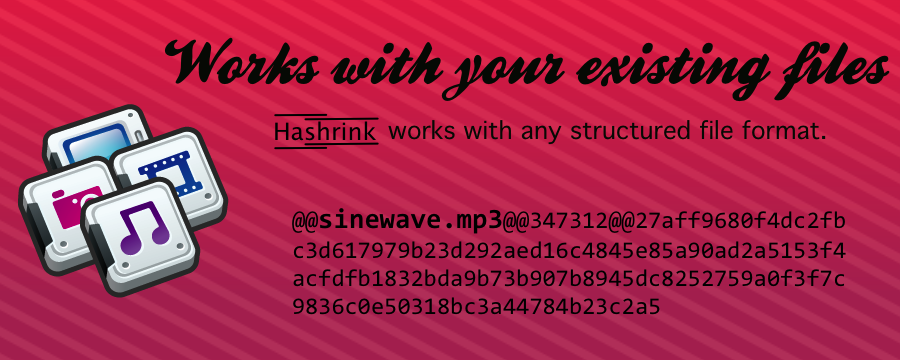 Works with your existing files
Hashrink works with any structured file format.
@@sinewave.mp3@@347312@@27aff9680f4dc2fb
c3d617979b23d292aed16c4845e85a90ad2a5153f4
acfdfb1832bda9b73b907b8945dc8252759a0f3f7c
9836c0e50318bc3a44784b23c2a5